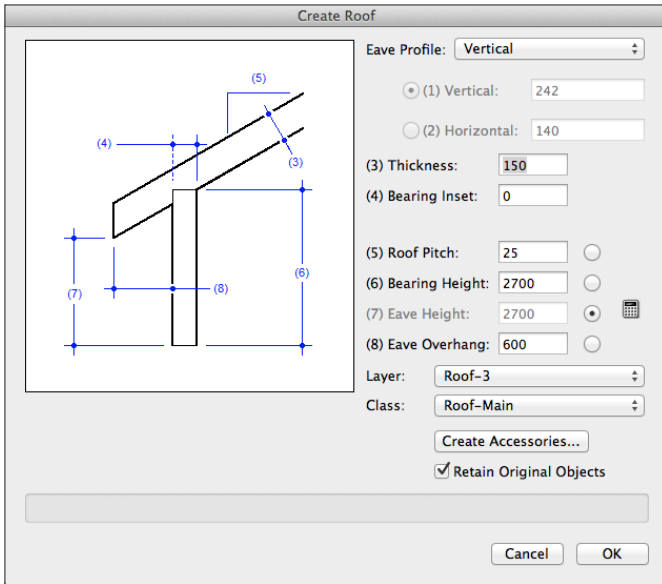 Create Roof
Eave Profile: Vertical
(1) Vertical: 242
(2) Horizontal: 140
(3) Thickness: 150
(4) Bearing Inset: 0
(5) Roof Pitch: 25
(6) Bearing Height: 2700
(7) Eave Height: 2700
(8) Eave Overhang: 600
Layer: Roof-3
Class: Roof-Main
Create Accessories...
Retain Original Objects
(5)
(4)
(3)
(6)
(7)
(8)
Cancel
OK